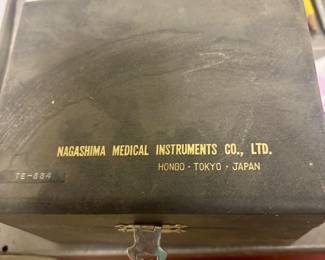 NAGASHIMA MEDICAL INSTRUMENTS CO., LTD.
HONGO · TOKYO · JAPAN
TE-884